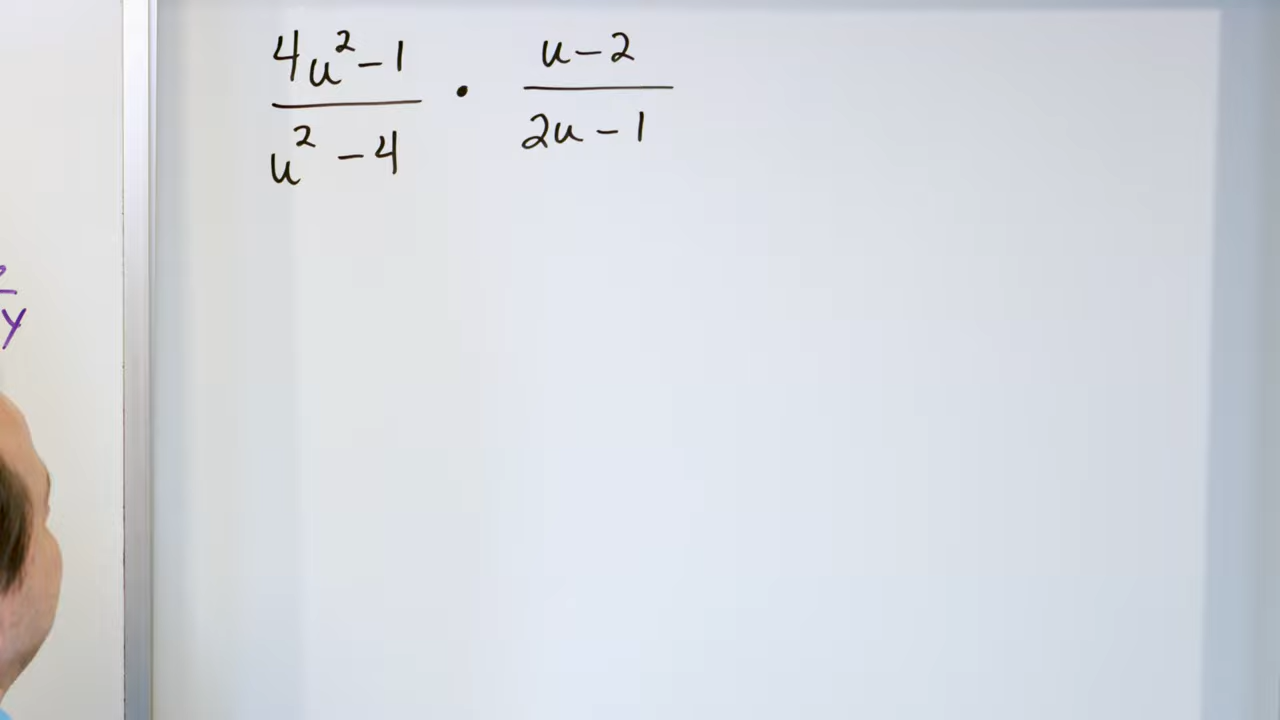 4u² - 1 / u² - 4 · u - 2 / 2u - 1
y